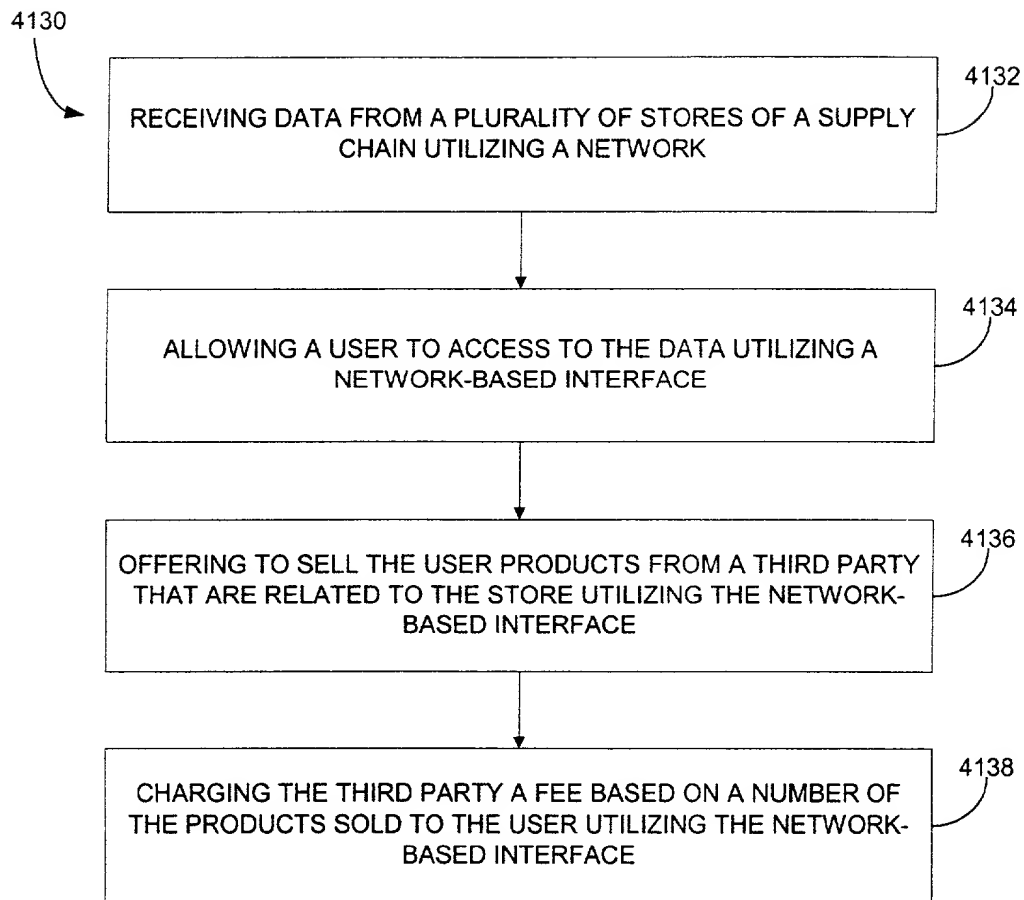 4130
4132
RECEIVING DATA FROM A PLURALITY OF STORES OF A SUPPLY
CHAIN UTILIZING A NETWORK
4134
ALLOWING A USER TO ACCESS TO THE DATA UTILIZING A
NETWORK-BASED INTERFACE
4136
OFFERING TO SELL THE USER PRODUCTS FROM A THIRD PARTY
THAT ARE RELATED TO THE STORE UTILIZING THE NETWORK-
BASED INTERFACE
4138
CHARGING THE THIRD PARTY A FEE BASED ON A NUMBER OF
THE PRODUCTS SOLD TO THE USER UTILIZING THE NETWORK-
BASED INTERFACE